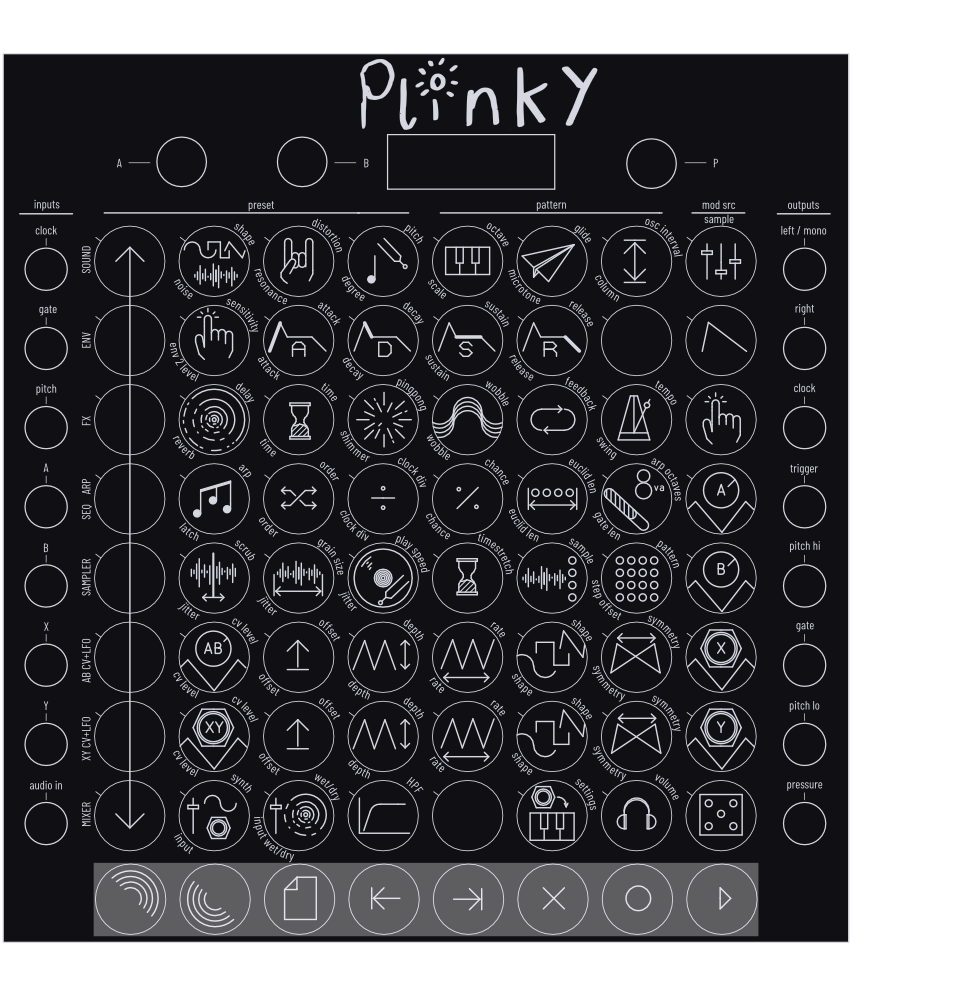 Plinky
A
B
P
inputs
preset
pattern
mod src
outputs
sample
clock
SOUND
shape
noise
distortion
resonance
pitch
degree
octave
scale
glide
microtone
osc interval
column
left / mono
gate
ENV
sensitivity
env 2 level
attack
A
attack
decay
D
decay
sustain
S
sustain
release
R
release
right
pitch
FX
delay
reverb
time
time
pingpong
shimmer
wobble
wobble
feedback
tempo
swing
clock
A
SEQ ARP
arp
latch
order
order
clock div
÷
clock div
chance
%
chance
euclid len
euclid len
arp octaves
8va
gate len
A
trigger
B
SAMPLER
scrub
jitter
grain size
jitter
play speed
jitter
timestretch
sample
pattern
step offset
B
pitch hi
X
AB CV+LFO
cv level
AB
cv level
offset
offset
depth
depth
rate
rate
shape
shape
symmetry
symmetry
X
gate
Y
XY CV+LFO
cv level
XY
cv level
offset
offset
depth
depth
rate
rate
shape
shape
symmetry
symmetry
Y
pitch lo
audio in
MIXER
synth
input
wet/dry
input wet/dry
HPF
settings
volume
pressure